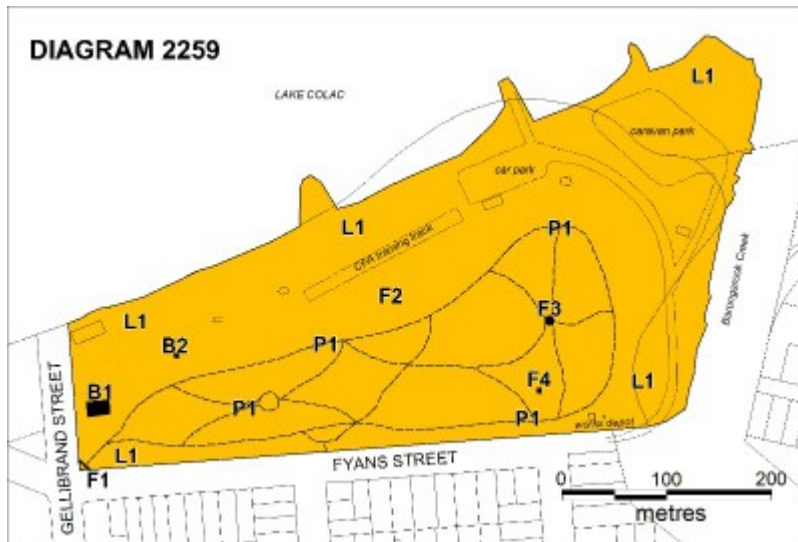 DIAGRAM 2259
LAKE COLAC
L1
caravan park
car park
L1
P1
CFA training track
F2
Barongarook Creek
L1
F3
B2
P1
B1
F4
L1
P1
P1
works depot
L1
F1
GELLIBRAND STREET
FYANS STREET
0 100 200
metres